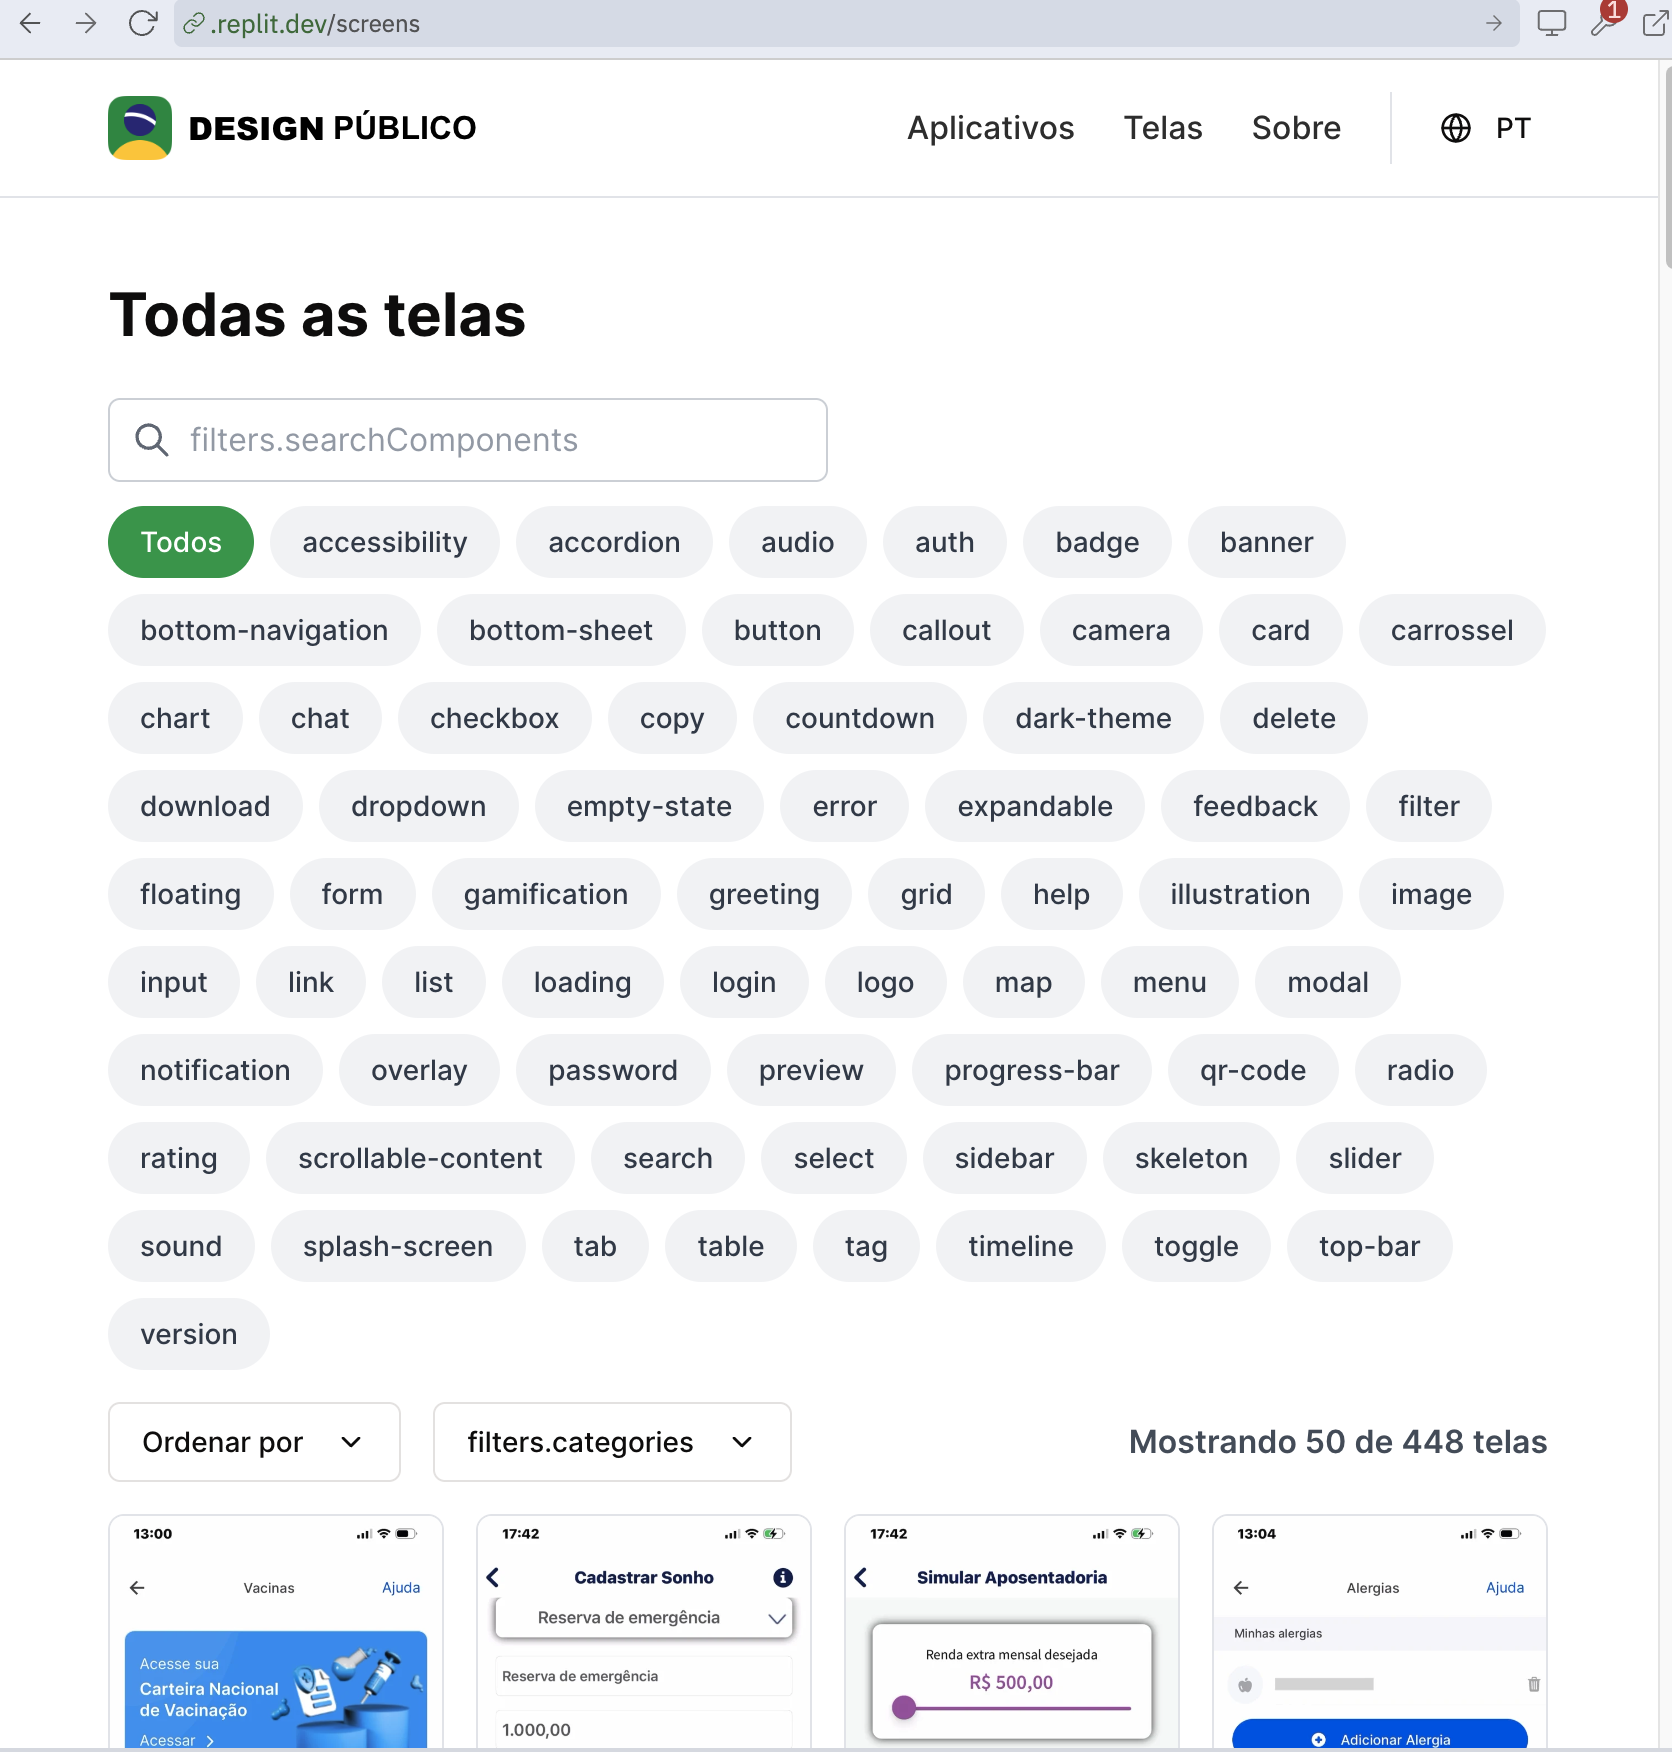 .replit.dev/screens
1
DESIGN PÚBLICO
Aplicativos Telas Sobre PT
Todas as telas
filters.searchComponents
Todos accessibility accordion audio auth badge banner
bottom-navigation bottom-sheet button callout camera card carrossel
chart chat checkbox copy countdown dark-theme delete
download dropdown empty-state error expandable feedback filter
floating form gamification greeting grid help illustration image
input link list loading login logo map menu modal
notification overlay password preview progress-bar qr-code radio
rating scrollable-content search select sidebar skeleton slider
sound splash-screen tab table tag timeline toggle top-bar
version
Ordenar por filters.categories Mostrando 50 de 448 telas
13:00
Vacinas Ajuda
Acesse sua
Carteira Nacional
de Vacinação
Acessar
17:42
Cadastrar Sonho
Reserva de emergência
Reserva de emergência
1.000,00
17:42
Simular Aposentadoria
Renda extra mensal desejada
R$ 500,00
13:04
Alergias Ajuda
Minhas alergias
Adicionar Alergia